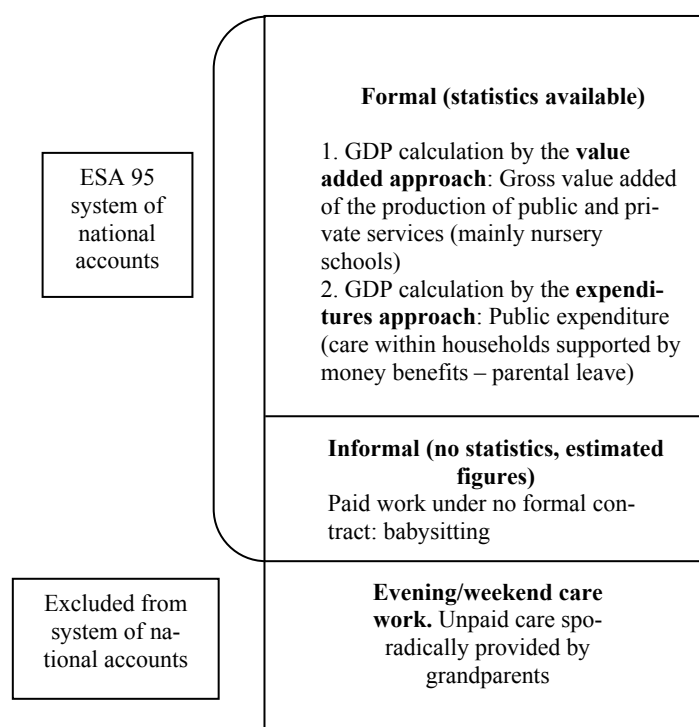 Formal (statistics available)
1. GDP calculation by the value
added approach: Gross value added
of the production of public and pri-
vate services (mainly nursery
schools)
2. GDP calculation by the expendi-
tures approach: Public expenditure
(care within households supported by
money benefits – parental leave)
ESA 95
system of
national
accounts
Informal (no statistics, estimated
figures)
Paid work under no formal con-
tract: babysitting
Evening/weekend care
work. Unpaid care spo-
radically provided by
grandparents
Excluded from
system of na-
tional accounts